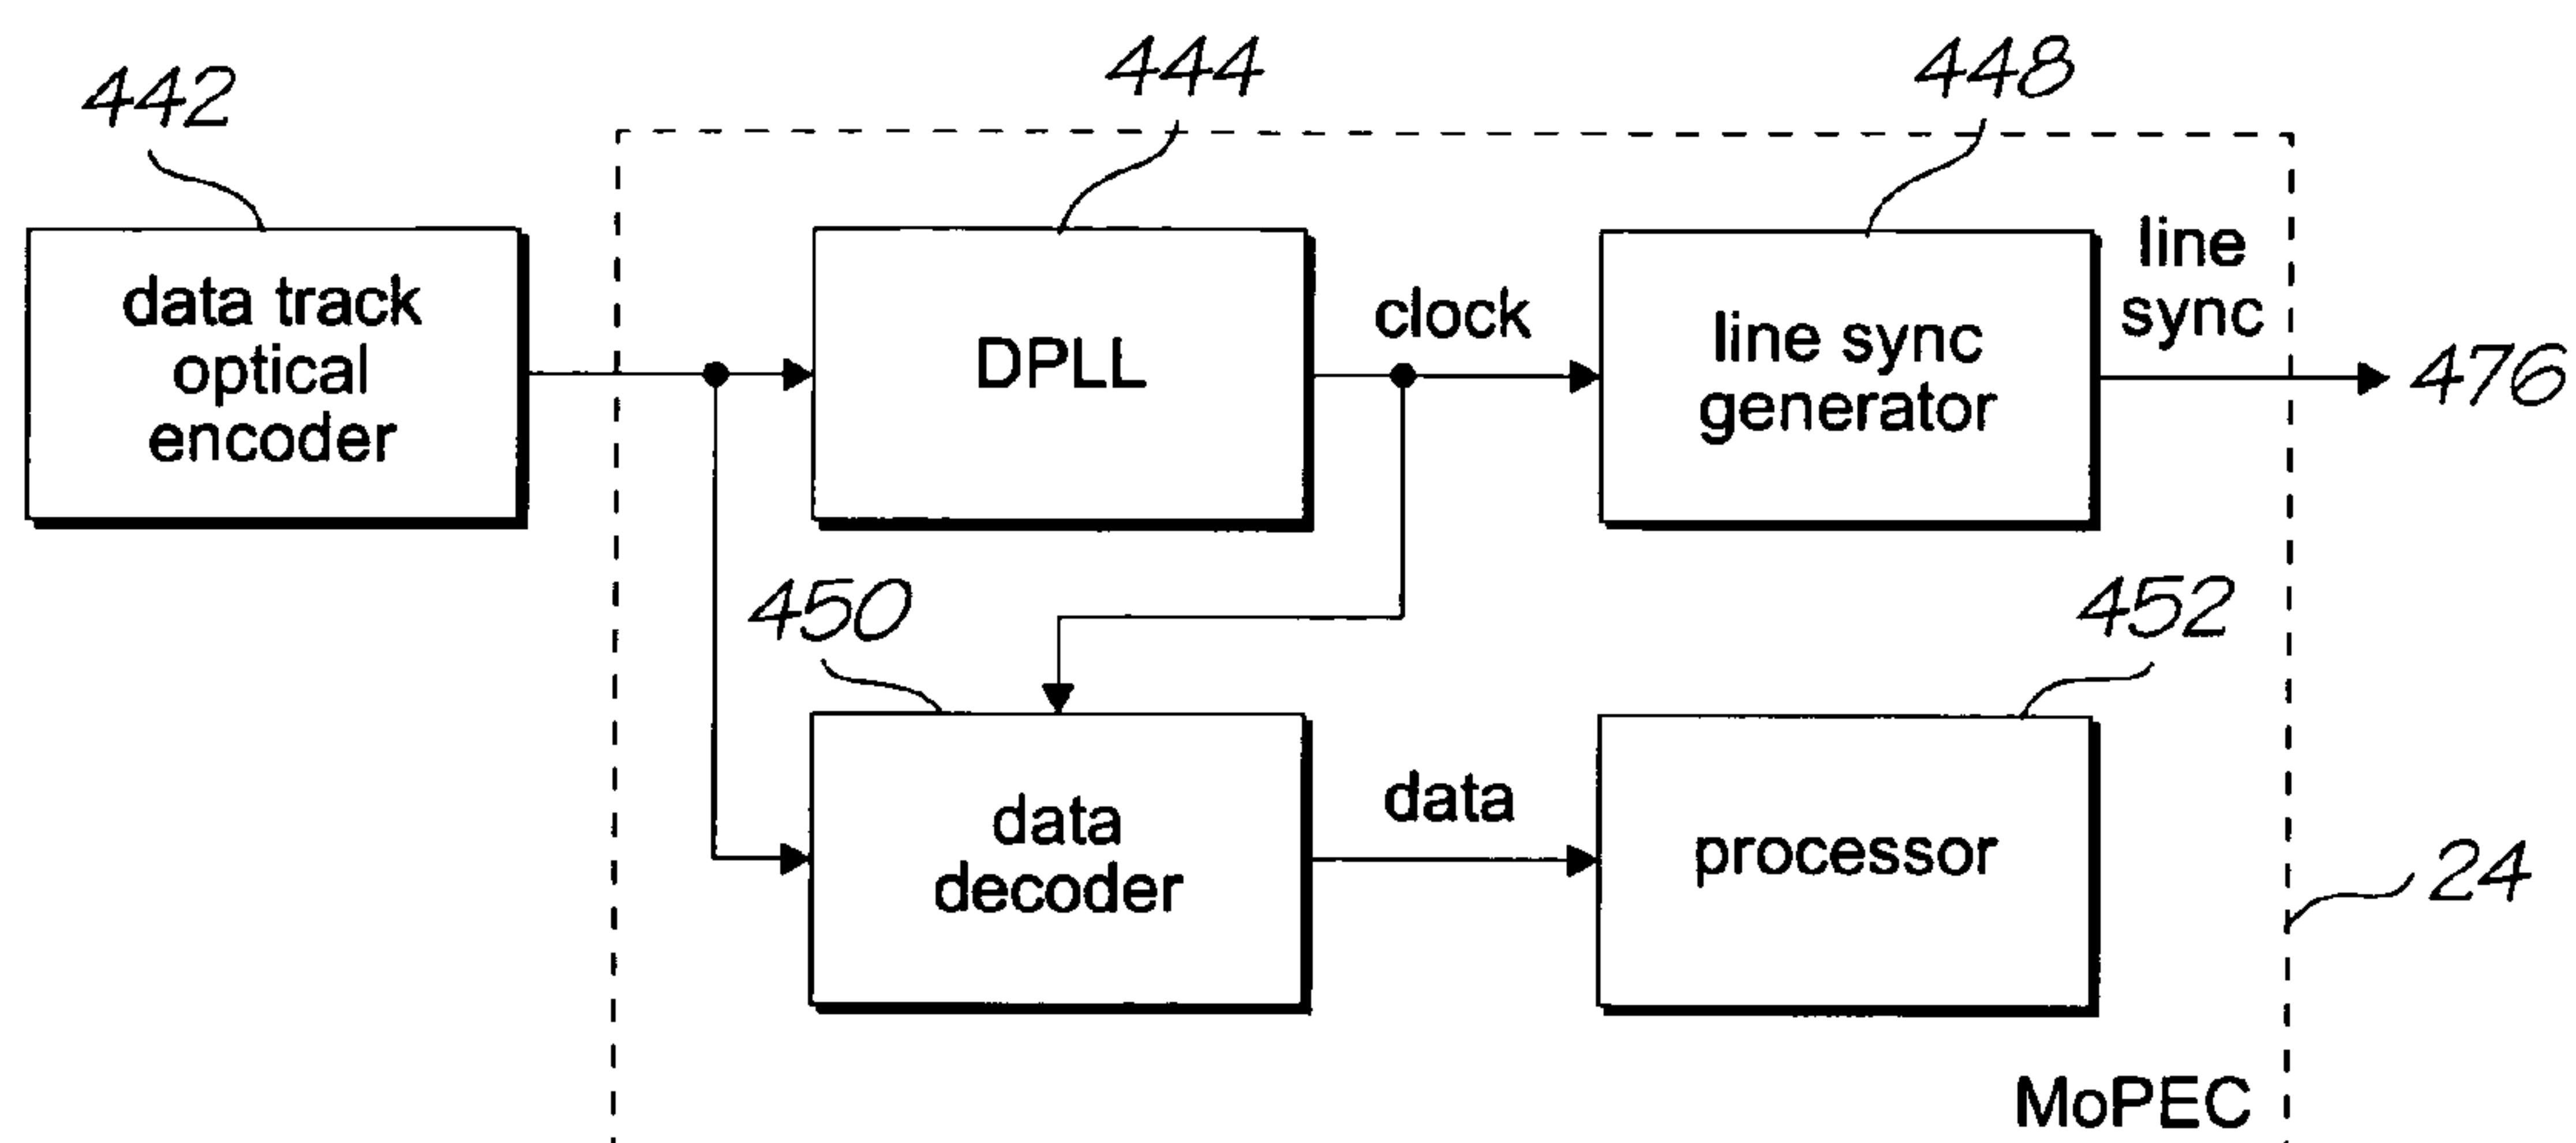 442
444
448
data track
optical
encoder
DPLL
clock
line sync
generator
line
sync
476
450
452
data
decoder
data
processor
24
MoPEC